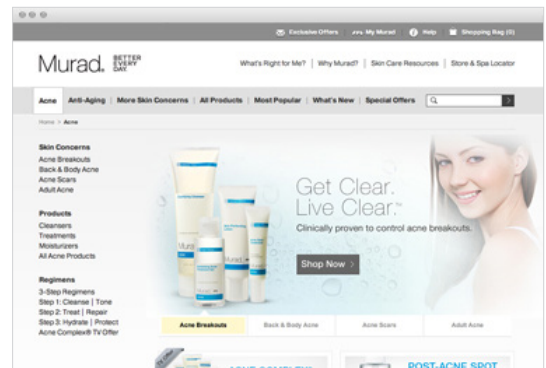 Exclusive Offers My Murad Help Shopping Bag (0)
Murad. BETTER EVERY DAY
What's Right for Me? | Why Murad? | Skin Care Resources | Store & Spa Locator
Acne Anti-Aging | More Skin Concerns | All Products | Most Popular | What's New | Special Offers
Home > Acne
Skin Concerns
Acne Breakouts
Back & Body Acne
Acne Scars
Adult Acne
Products
Cleansers
Treatments
Moisturizers
All Acne Products
Regimens
3-Step Regimens
Step 1: Cleanse | Tone
Step 2: Treat | Repair
Step 3: Hydrate | Protect
Acne Complex® TV Offer
Get Clear.
Live Clear.™
Clinically proven to control acne breakouts.
Shop Now >
Murad.
Acne Breakouts Back & Body Acne Acne Scars Adult Acne
TV Offer
ACNE COMPLEX®
POST-ACNE SPOT